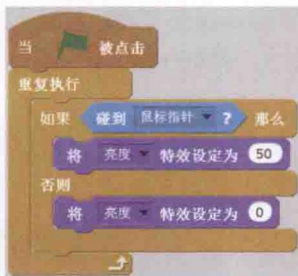 当 被点击
重复执行
如果 碰到 鼠标指针 ? 那么
将 亮度 特效设定为 50
否则
将 亮度 特效设定为 0